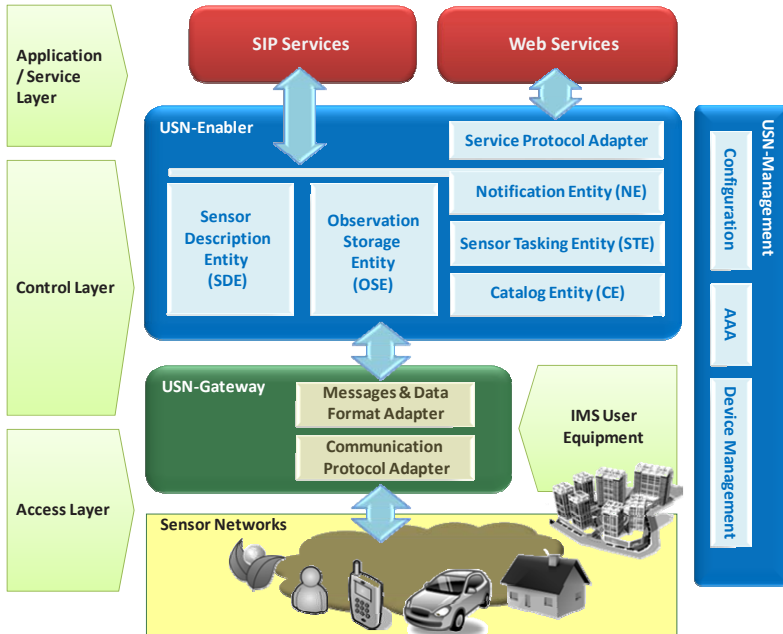 Application
/ Service
Layer
Control Layer
Access Layer
SIP Services
Web Services
USN-Enabler
Service Protocol Adapter
Sensor
Description
Entity
(SDE)
Observation
Storage
Entity
(OSE)
Notification Entity (NE)
Sensor Tasking Entity (STE)
Catalog Entity (CE)
USN-Gateway
Messages & Data
Format Adapter
Communication
Protocol Adapter
IMS User
Equipment
Sensor Networks
USN-Management
Configuration
AAA
Device Management